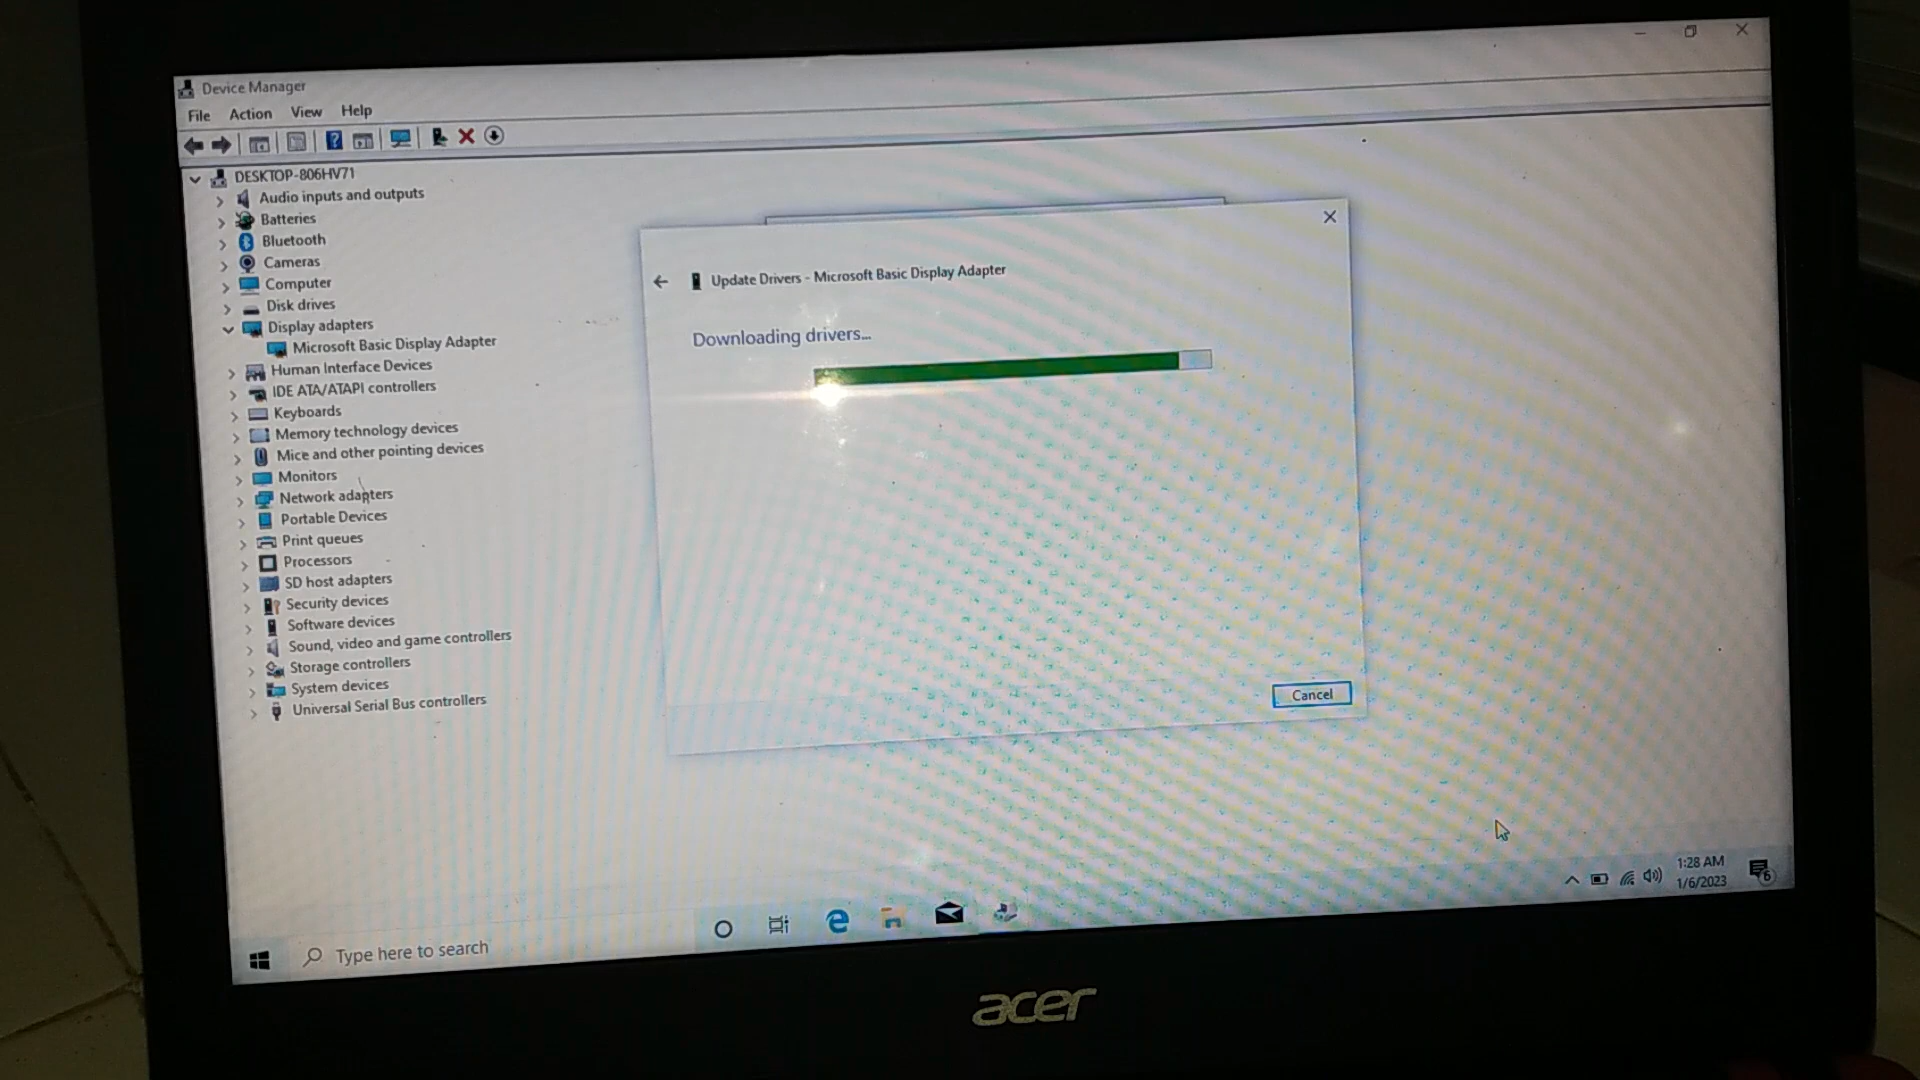 Device Manager
File Action View Help
DESKTOP-806HV71
Audio inputs and outputs
Batteries
Bluetooth
Cameras
Computer
Disk drives
Display adapters
Microsoft Basic Display Adapter
Human Interface Devices
IDE ATA/ATAPI controllers
Keyboards
Memory technology devices
Mice and other pointing devices
Monitors
Network adapters
Portable Devices
Print queues
Processors
SD host adapters
Security devices
Software devices
Sound, video and game controllers
Storage controllers
System devices
Universal Serial Bus controllers
Update Drivers - Microsoft Basic Display Adapter
Downloading drivers...
Cancel
Type here to search
1:28 AM
1/6/2023
6
acer